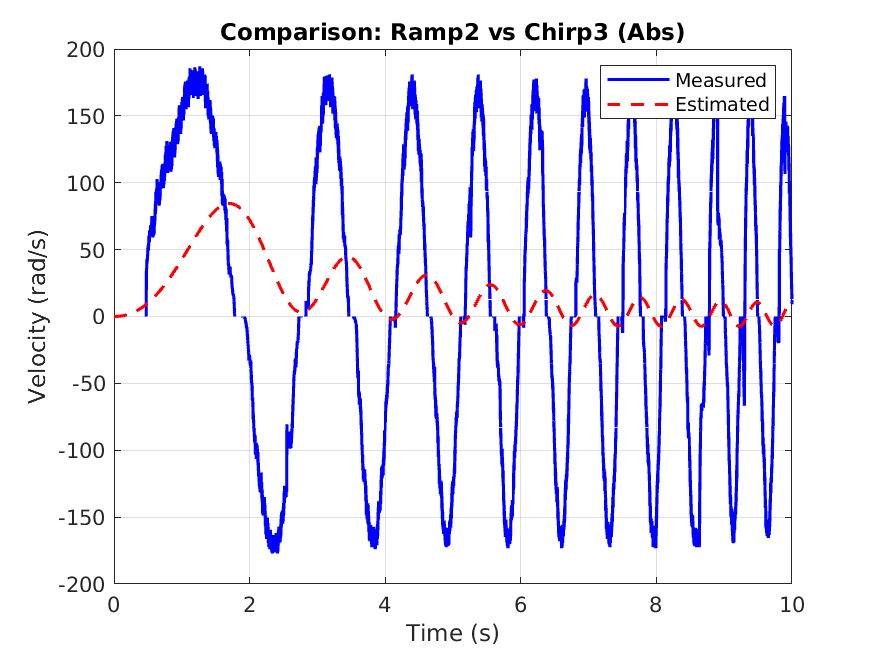 Comparison: Ramp2 vs Chirp3 (Abs)
Measured
Estimated
Velocity (rad/s)
200
150
100
50
0
-50
-100
-150
-200
0 2 4 6 8 10
Time (s)